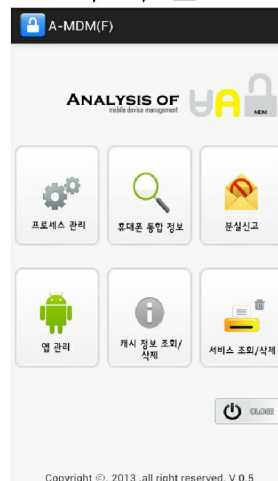 A-MDM(F)
ANALYSIS OF
mobile device management
MDM
프로세스 관리
휴대폰 통합 정보
분실신고
앱 관리
캐시 정보 조회/
삭제
서비스 조회/삭제
CLOSE
Copyright ©. 2013 .all right reserved. V 0.5